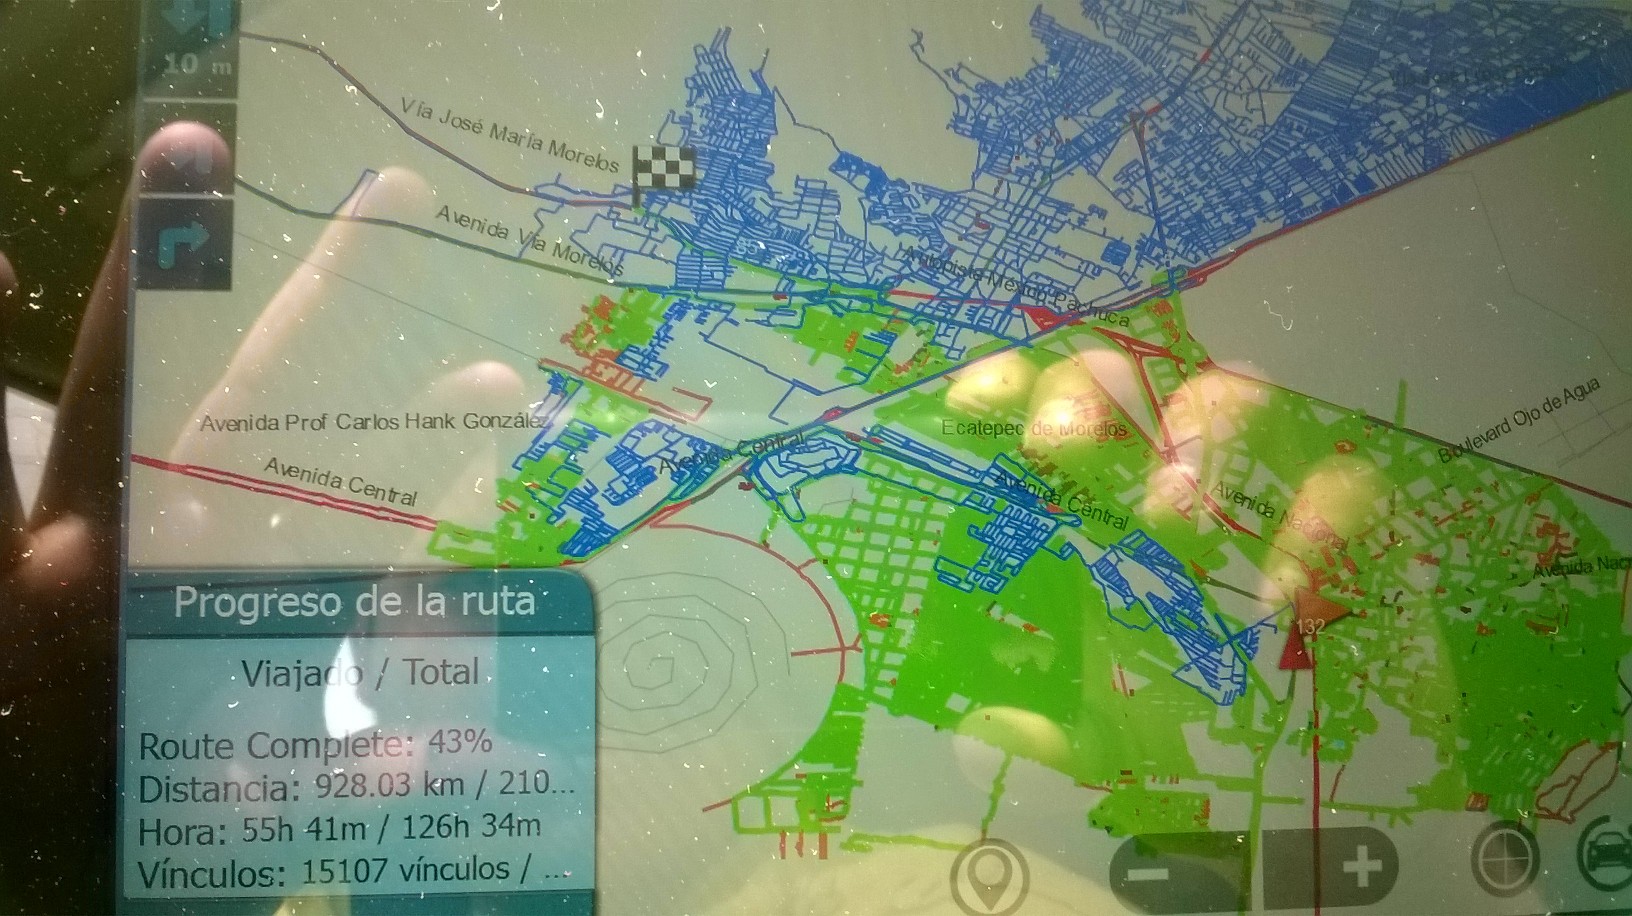 10 m
Vía José María Morelos
Avenida Vía Morelos
95
Autopista México Pachuca
Avenida Prof Carlos Hank González
Ecatepec de Morelos
Boulevard Ojo de Agua
Avenida Central
Avenida Central
Avenida Central
Avenida Nacional
Avenida Nac
132
Progreso de la ruta
Viajado / Total
Route Complete: 43%
Distancia: 928.03 km / 210...
Hora: 55h 41m / 126h 34m
Vínculos: 15107 vínculos / ...